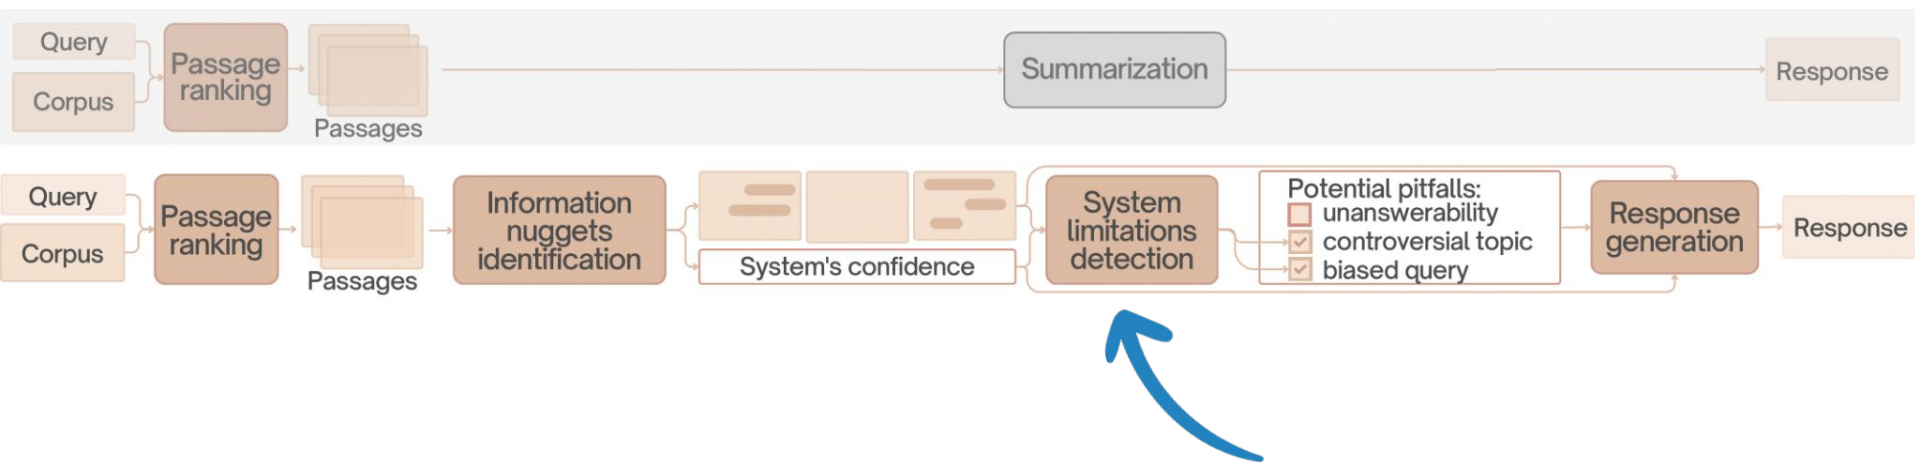 Query
Corpus
Passage
ranking
Passages
Summarization
Response
Query
Corpus
Passage
ranking
Passages
Information
nuggets
identification
System's confidence
System
limitations
detection
Potential pitfalls:
unanswerability
controversial topic
biased query
Response
generation
Response